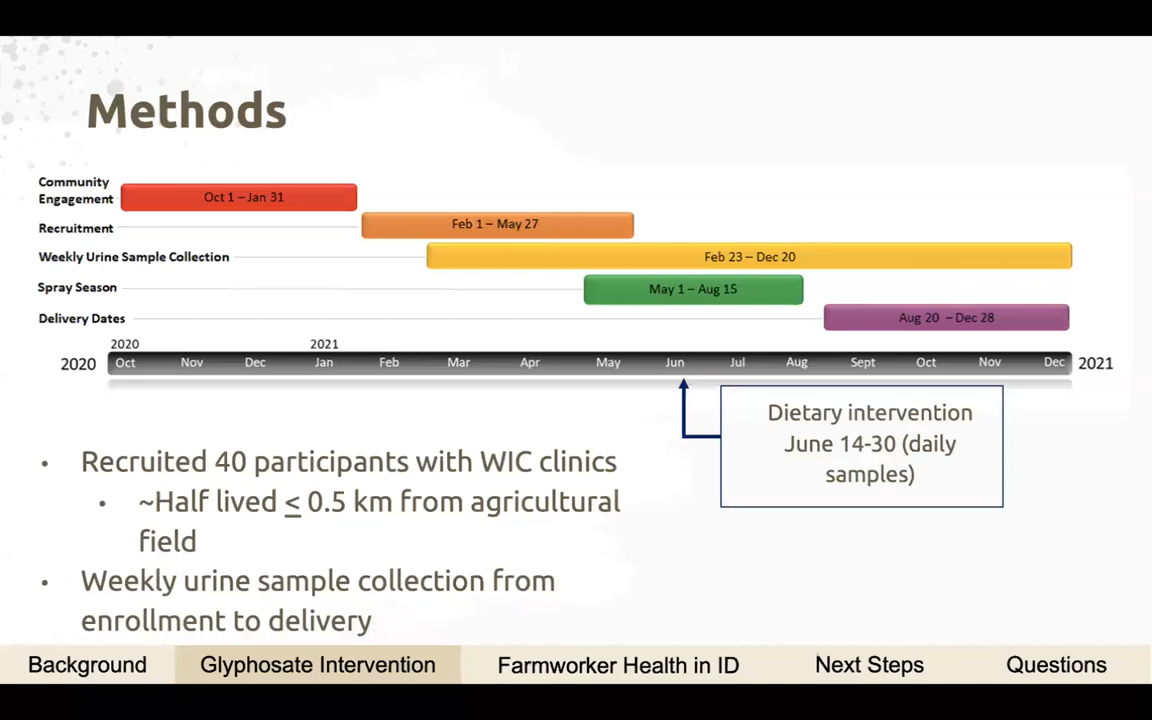 Methods
Community
Engagement
Oct 1 – Jan 31
Recruitment
Feb 1 – May 27
Weekly Urine Sample Collection
Feb 23 – Dec 20
Spray Season
May 1 – Aug 15
Delivery Dates
Aug 20 – Dec 28
2020 2021
2020 Oct Nov Dec Jan Feb Mar Apr May Jun Jul Aug Sept Oct Nov Dec 2021
Dietary intervention
June 14-30 (daily
samples)
• Recruited 40 participants with WIC clinics
• ~Half lived ≤ 0.5 km from agricultural
field
• Weekly urine sample collection from
enrollment to delivery
Background Glyphosate Intervention Farmworker Health in ID Next Steps Questions